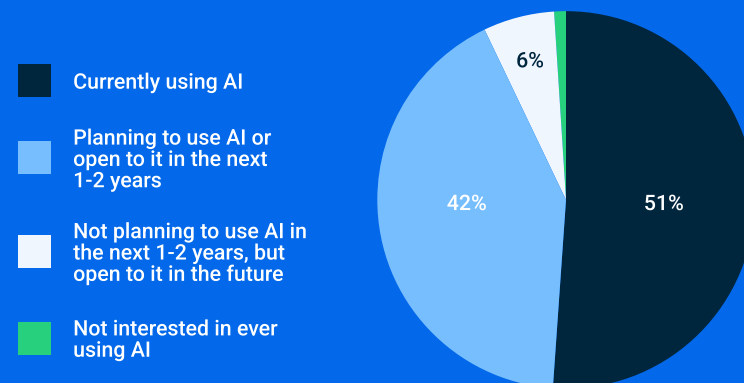 Currently using AI
Planning to use AI or
open to it in the next
1-2 years
Not planning to use AI in
the next 1-2 years, but
open to it in the future
Not interested in ever
using AI
6%
42%
51%